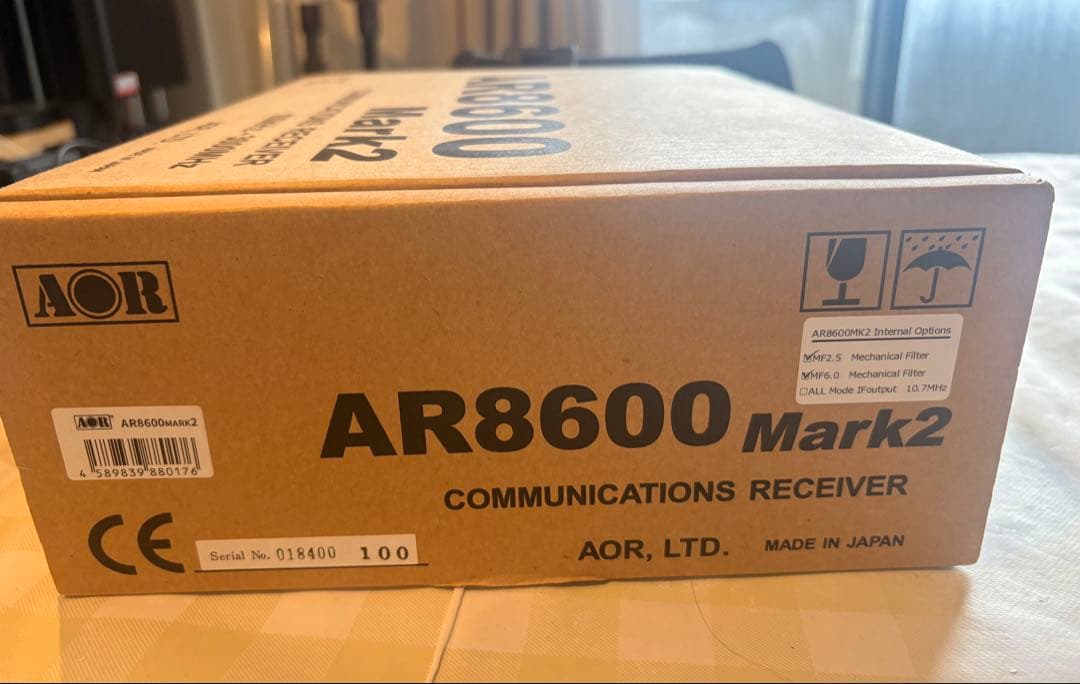 AR8600
Mark2
COMMUNICATIONS RECEIVER
AOR
AR8600MK2 Internal Options
MF2.5 Mechanical Filter
MF6.0 Mechanical Filter
ALL Mode IFoutput 10.7MHz
AR8600 Mark2
AOR AR8600MARK2
4 589839 880176
COMMUNICATIONS RECEIVER
CE
Serial No. 018400 100
AOR, LTD. MADE IN JAPAN